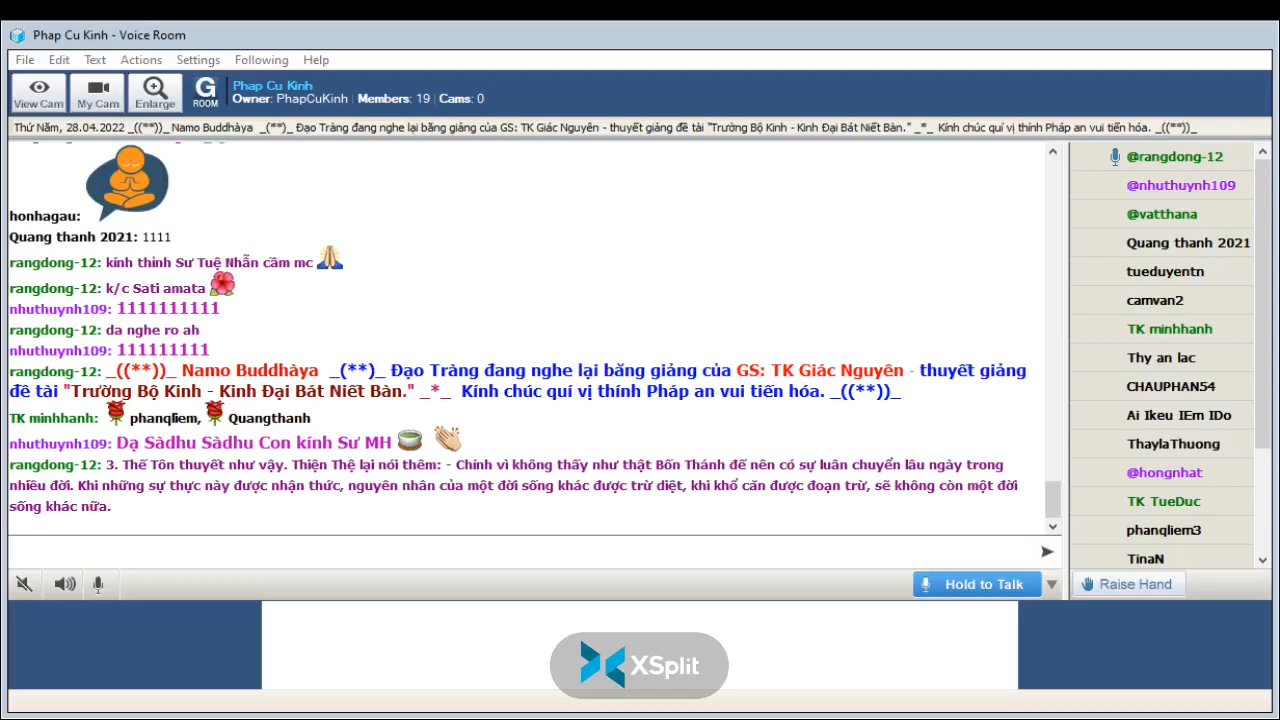 Phap Cu Kinh - Voice Room
File Edit Text Actions Settings Following Help
View Cam My Cam Enlarge G ROOM
Phap Cu Kinh
Owner: PhapCuKinh | Members: 19 | Cams: 0
Thứ Năm, 28.04.2022 _((**))_ Namo Buddhàya _(**)_ Đạo Tràng đang nghe lại băng giảng của GS: TK Giác Nguyên - thuyết giảng đề tài "Trường Bộ Kinh - Kinh Đại Bát Niết Bàn." _*_ Kính chúc quí vị thính Pháp an vui tiến hóa. _((**))_
honhagau:
Quang thanh 2021: 1111
rangdong-12: kính thỉnh Sư Tuệ Nhẫn cầm mc
rangdong-12: k/c Sati amata
nhuthuynh109: 1111111111
rangdong-12: da nghe ro ah
nhuthuynh109: 111111111
rangdong-12: _((**))_ Namo Buddhàya _(**)_ Đạo Tràng đang nghe lại băng giảng của GS: TK Giác Nguyên - thuyết giảng
đề tài "Trường Bộ Kinh - Kinh Đại Bát Niết Bàn." _*_ Kính chúc quí vị thính Pháp an vui tiến hóa. _((**))_
TK minhhanh: phanqliem, Quangthanh
nhuthuynh109: Dạ Sàdhu Sàdhu Con kính Sư MH
rangdong-12: 3. Thế Tôn thuyết như vậy. Thiện Thệ lại nói thêm: - Chính vì không thấy như thật Bốn Thánh đế nên có sự luân chuyển lâu ngày trong
nhiều đời. Khi những sự thực này được nhận thức, nguyên nhân của một đời sống khác được trừ diệt, khi khổ căn được đoạn trừ, sẽ không còn một đời
sống khác nữa.
@rangdong-12
@nhuthuynh109
@vatthana
Quang thanh 2021
tueduyentn
camvan2
TK minhhanh
Thy an lac
CHAUPHAN54
Ai Ikeu IEm IDo
ThaylaThuong
@hongnhat
TK TueDuc
phanqliem3
TinaN
Hold to Talk
Raise Hand
XSplit